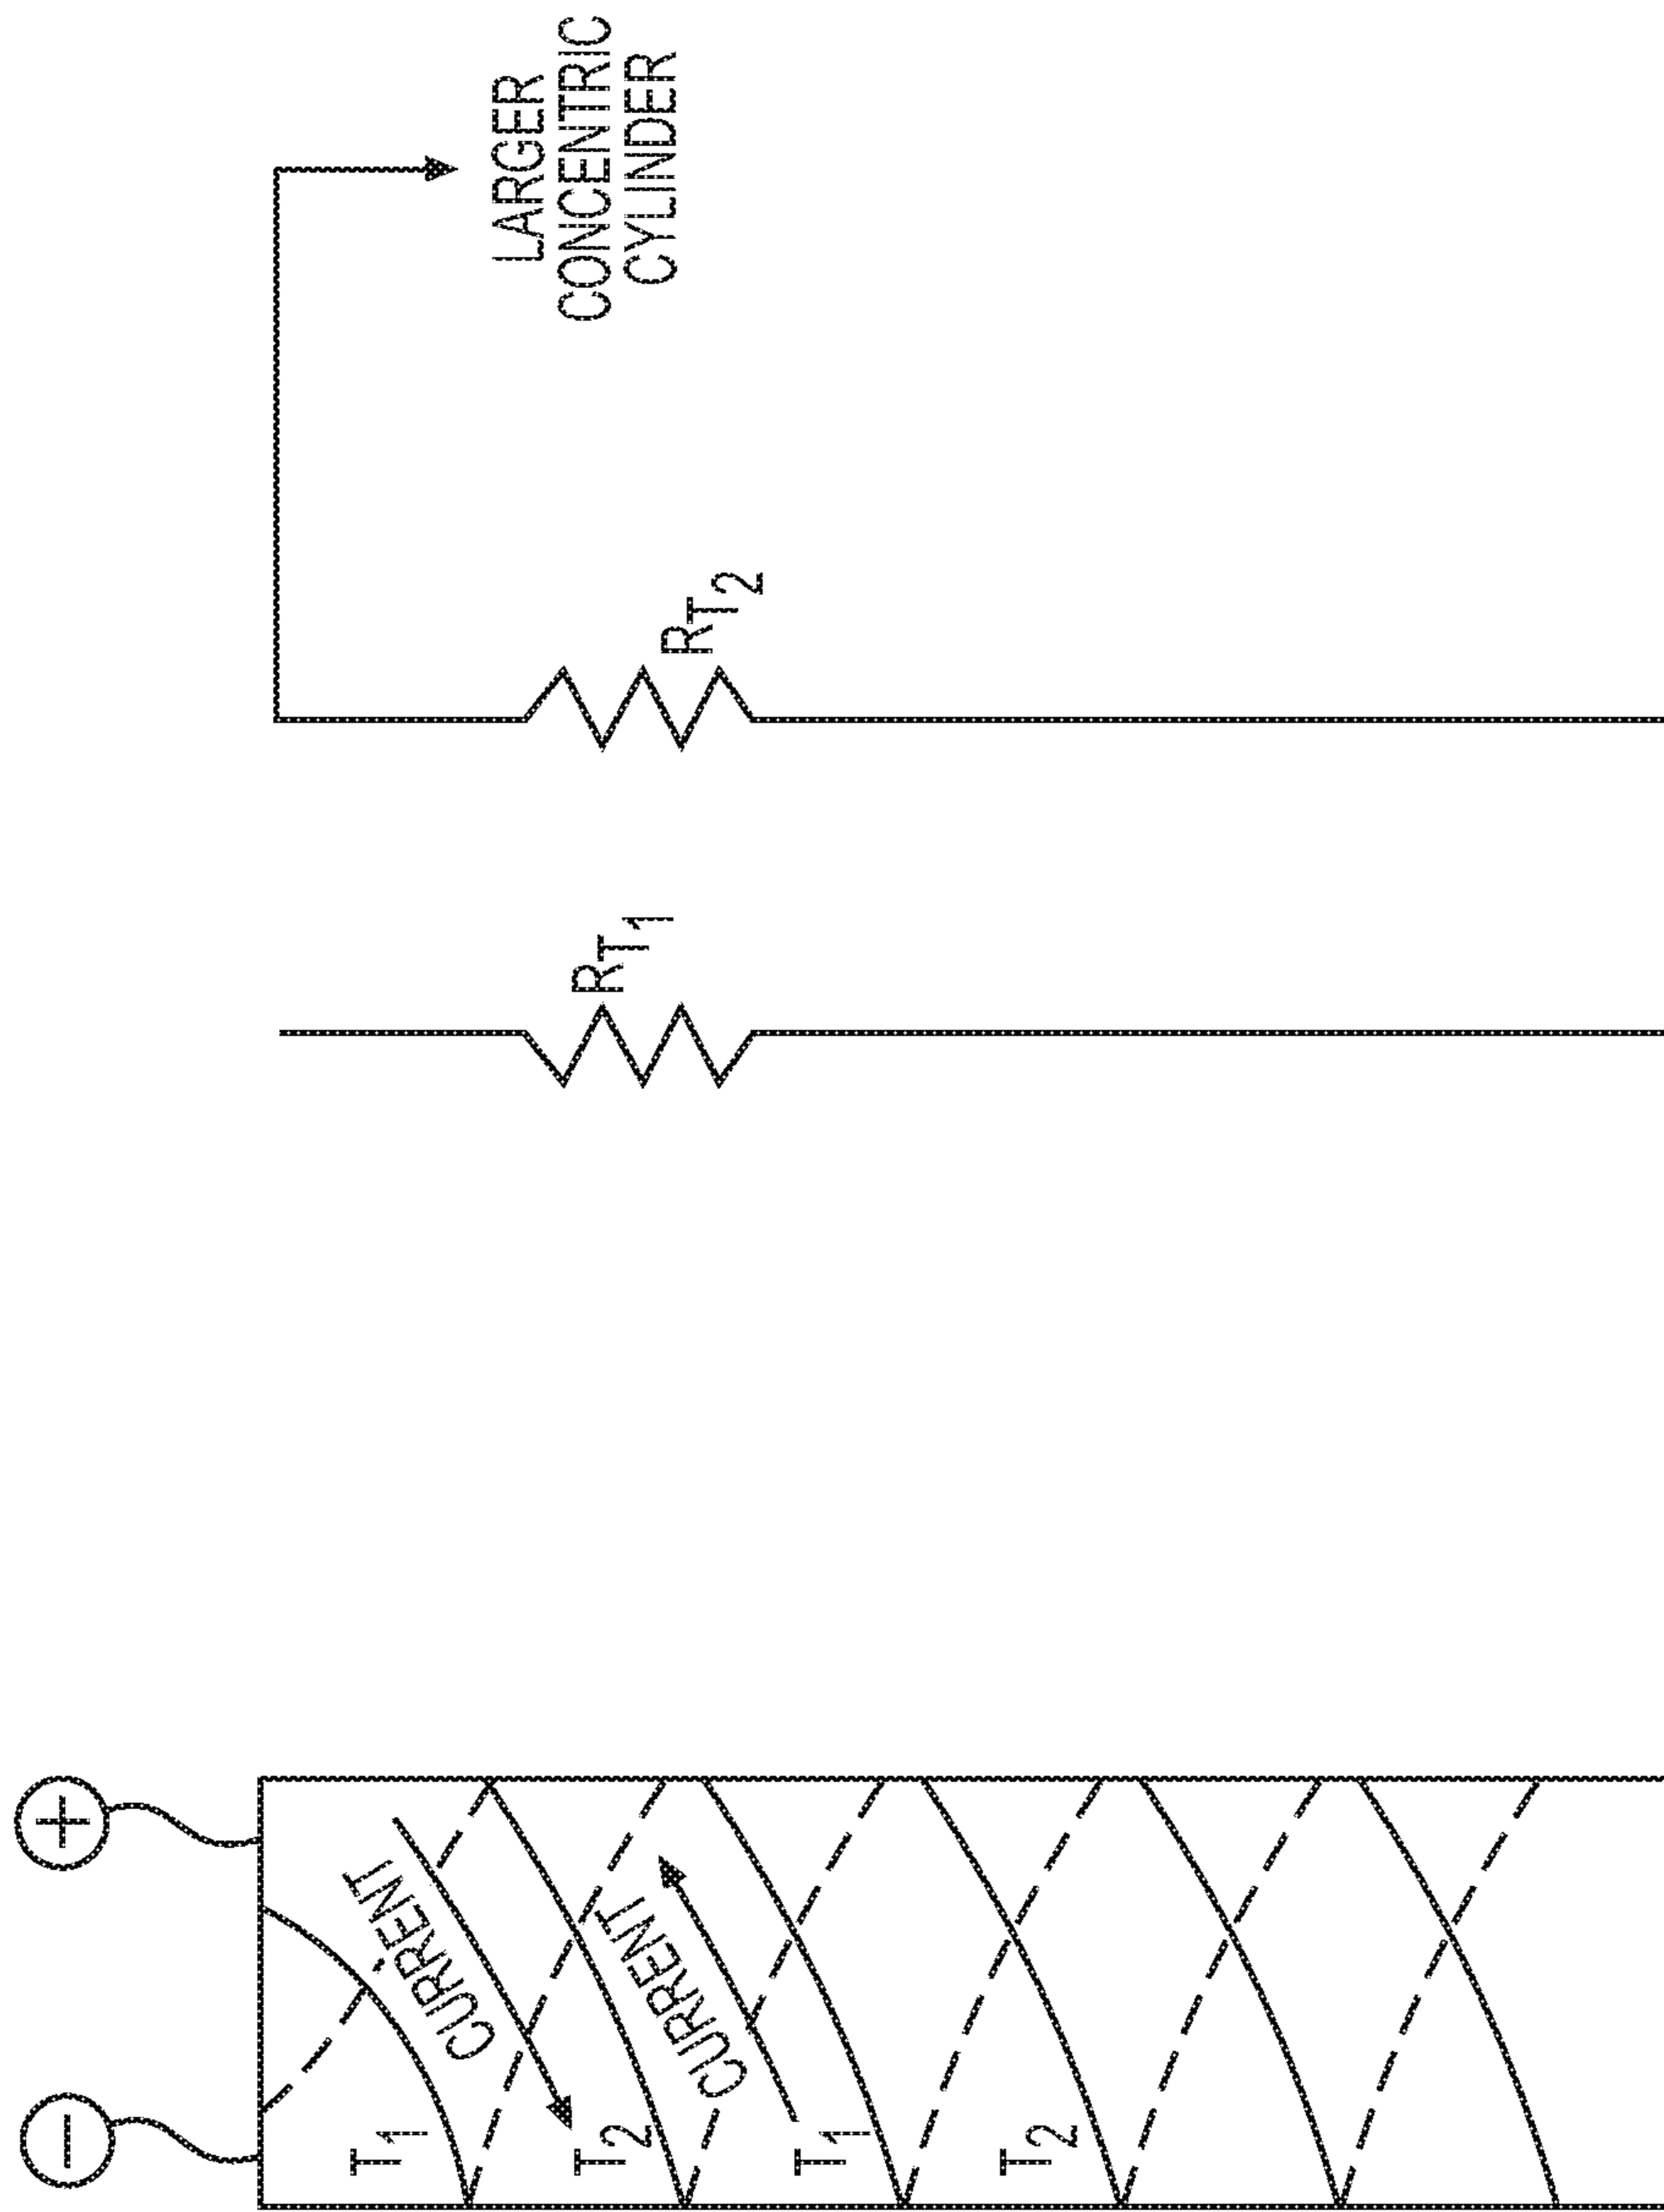 LARGER
CONCENTRIC
CYLINDER
RT2
RT1
+
CURRENT
CURRENT
−
T1
T2
T1
T2